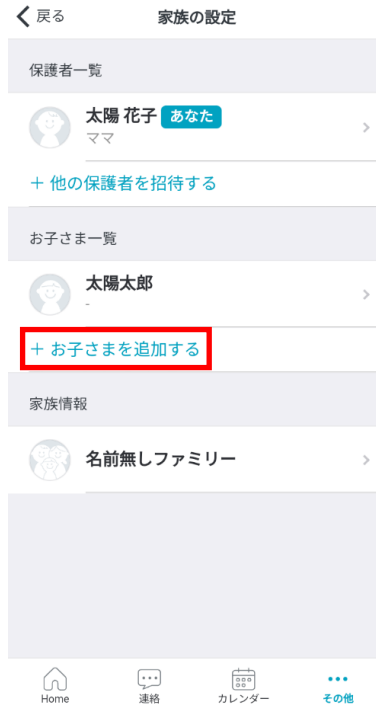 戻る 家族の設定
保護者一覧
太陽 花子 あなた
ママ
+ 他の保護者を招待する
お子さま一覧
太陽太郎
-
+ お子さまを追加する
家族情報
名前無しファミリー
Home 連絡 カレンダー その他